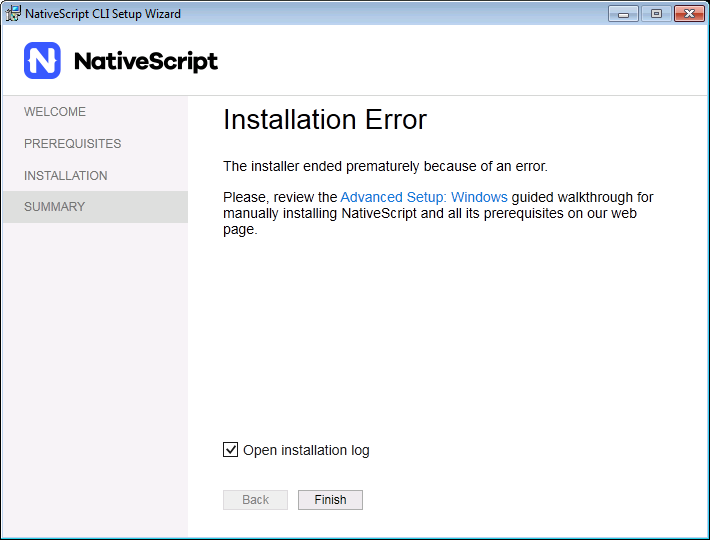 NativeScript CLI Setup Wizard
NativeScript
WELCOME
PREREQUISITES
INSTALLATION
SUMMARY
Installation Error
The installer ended prematurely because of an error.
Please, review the Advanced Setup: Windows guided walkthrough for
manually installing NativeScript and all its prerequisites on our web
page.
Open installation log
Back
Finish